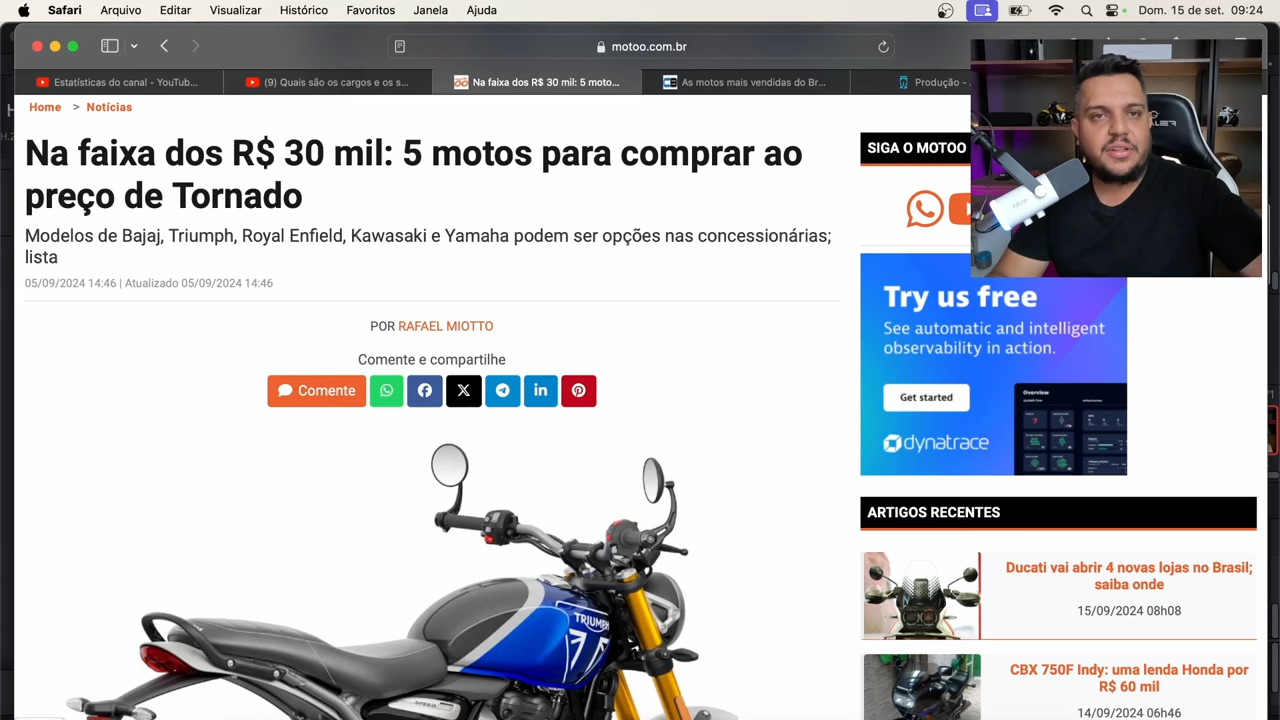 Safari Arquivo Editar Visualizar Histórico Favoritos Janela Ajuda Dom. 15 de set. 09:24
motoo.com.br
Estatísticas do canal - YouTub... (9) Quais são os cargos e os s... Na faixa dos R$ 30 mil: 5 moto... As motos mais vendidas do Br... Produção -
Home > Notícias
Na faixa dos R$ 30 mil: 5 motos para comprar ao
preço de Tornado
Modelos de Bajaj, Triumph, Royal Enfield, Kawasaki e Yamaha podem ser opções nas concessionárias;
lista
05/09/2024 14:46 | Atualizado 05/09/2024 14:46
POR RAFAEL MIOTTO
Comente e compartilhe
Comente
TRIUMPH
SPEED
SIGA O MOTOO
Try us free
See automatic and intelligent
observability in action.
Get started
Overview
dynatrace
ARTIGOS RECENTES
Ducati vai abrir 4 novas lojas no Brasil;
saiba onde
15/09/2024 08h08
CBX 750F Indy: uma lenda Honda por
R$ 60 mil
14/09/2024 06h46